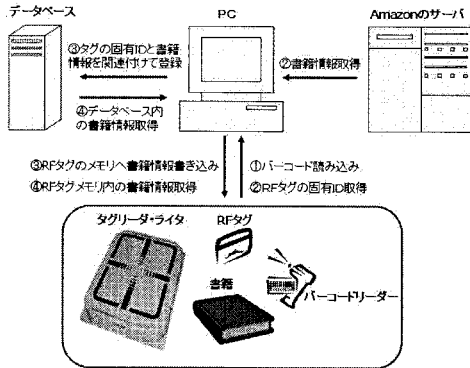 データベース
PC
Amazonのサーバ
③タグの固有IDと書籍
情報を関連付けて登録
②書籍情報取得
④データベース内
の書籍情報取得
③RFタグのメモリへ書籍情報書き込み
④RFタグメモリ内の書籍情報取得
①バーコード読み込み
②RFタグの固有ID取得
タグリーダ・ライタ
RFタグ
書籍
バーコードリーダー